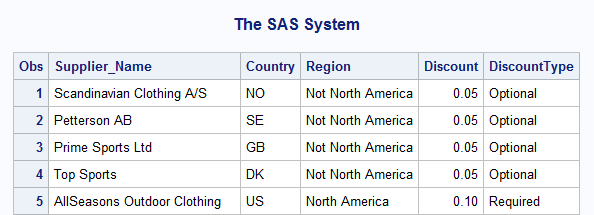 The SAS System
Obs Supplier_Name Country Region Discount DiscountType
1 Scandinavian Clothing A/S NO Not North America 0.05 Optional
2 Petterson AB SE Not North America 0.05 Optional
3 Prime Sports Ltd GB Not North America 0.05 Optional
4 Top Sports DK Not North America 0.05 Optional
5 AllSeasons Outdoor Clothing US North America 0.10 Required